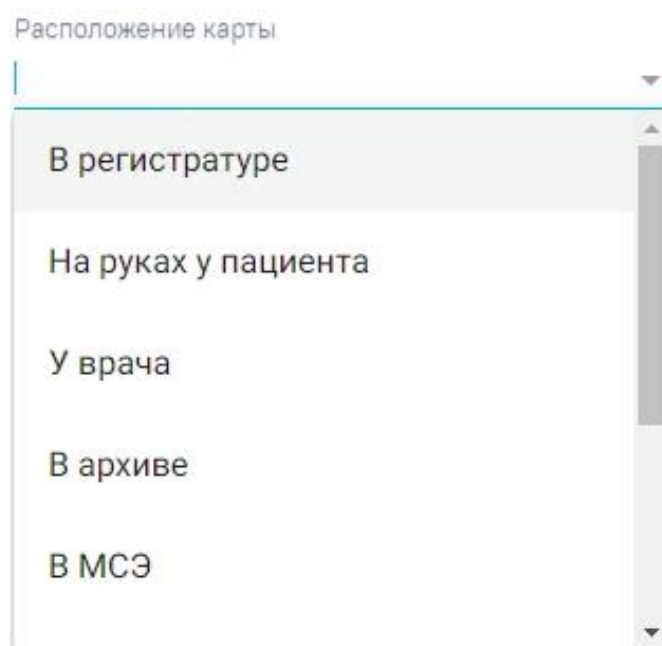 Расположение карты
В регистратуре
На руках у пациента
У врача
В архиве
В МСЭ